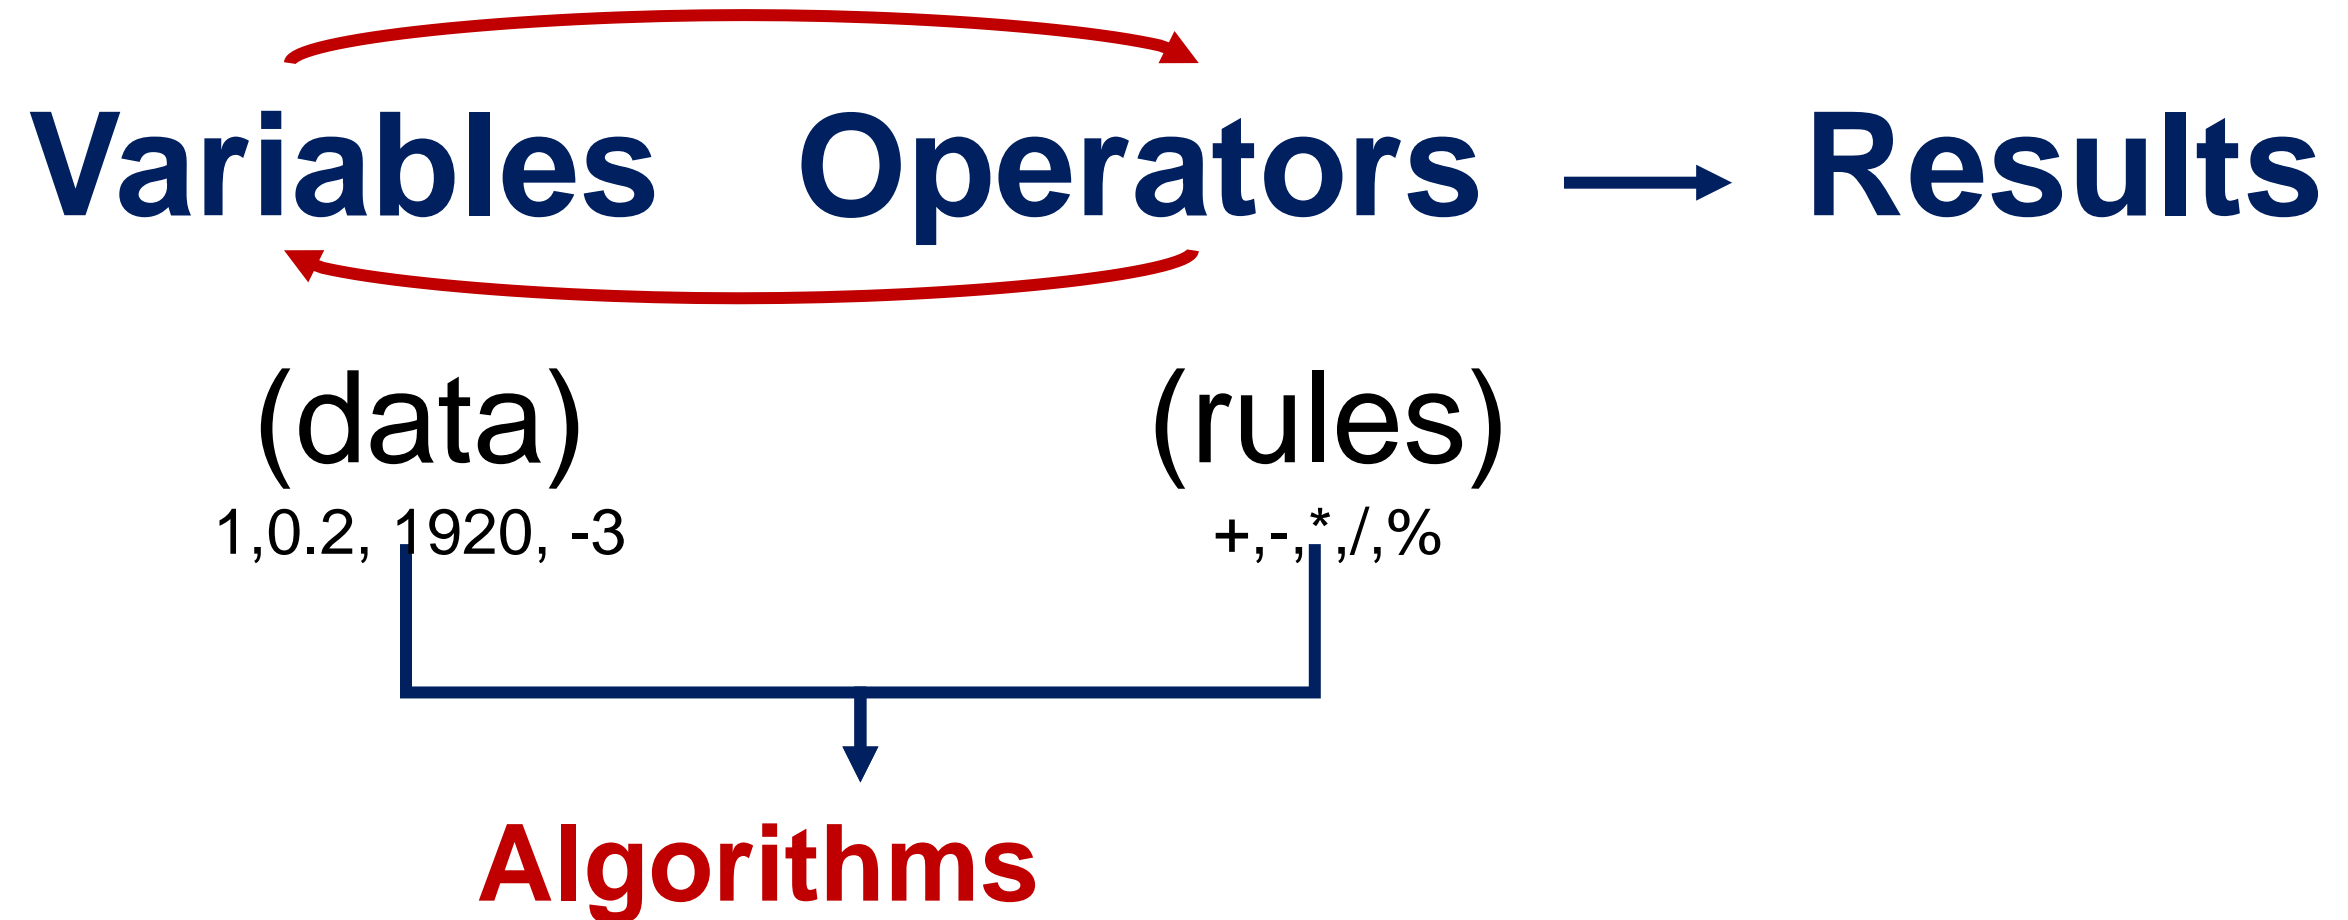 Variables Operators Results
(data) (rules)
1,0.2, 1920, -3 +,-,*,/,%
Algorithms